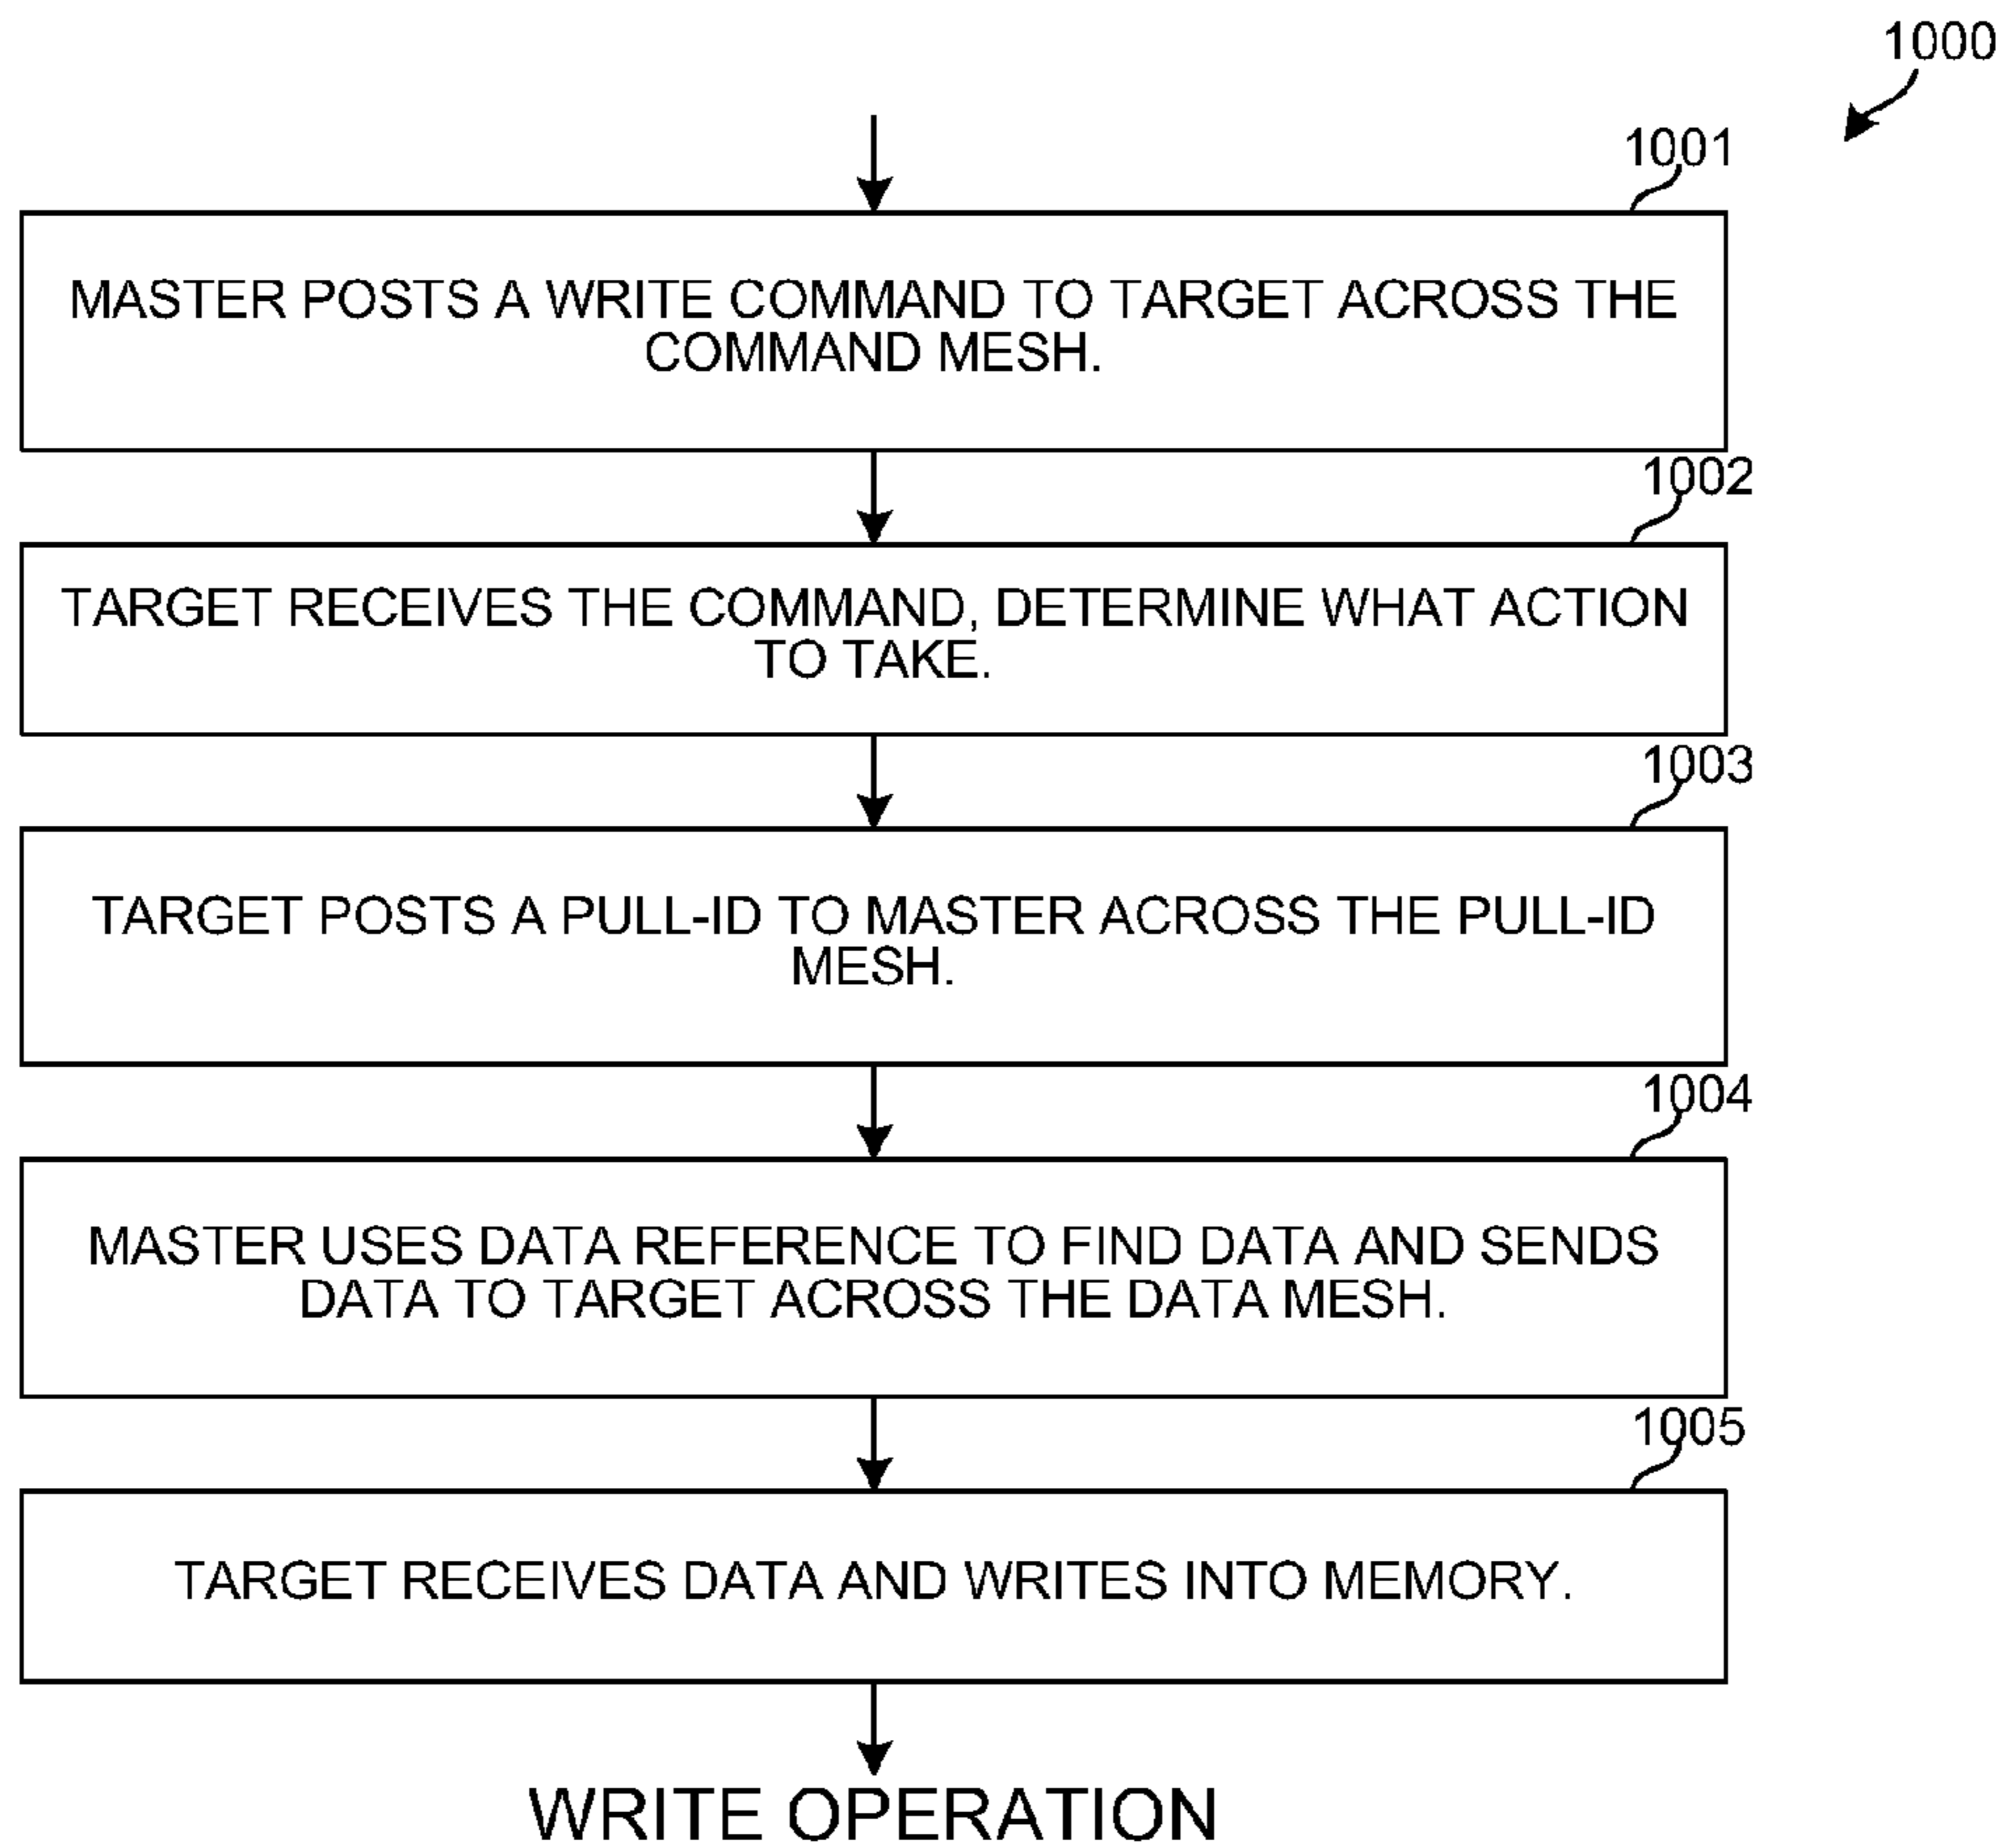 1000
1001
MASTER POSTS A WRITE COMMAND TO TARGET ACROSS THE
COMMAND MESH.
1002
TARGET RECEIVES THE COMMAND, DETERMINE WHAT ACTION
TO TAKE.
1003
TARGET POSTS A PULL-ID TO MASTER ACROSS THE PULL-ID
MESH.
1004
MASTER USES DATA REFERENCE TO FIND DATA AND SENDS
DATA TO TARGET ACROSS THE DATA MESH.
1005
TARGET RECEIVES DATA AND WRITES INTO MEMORY.
WRITE OPERATION